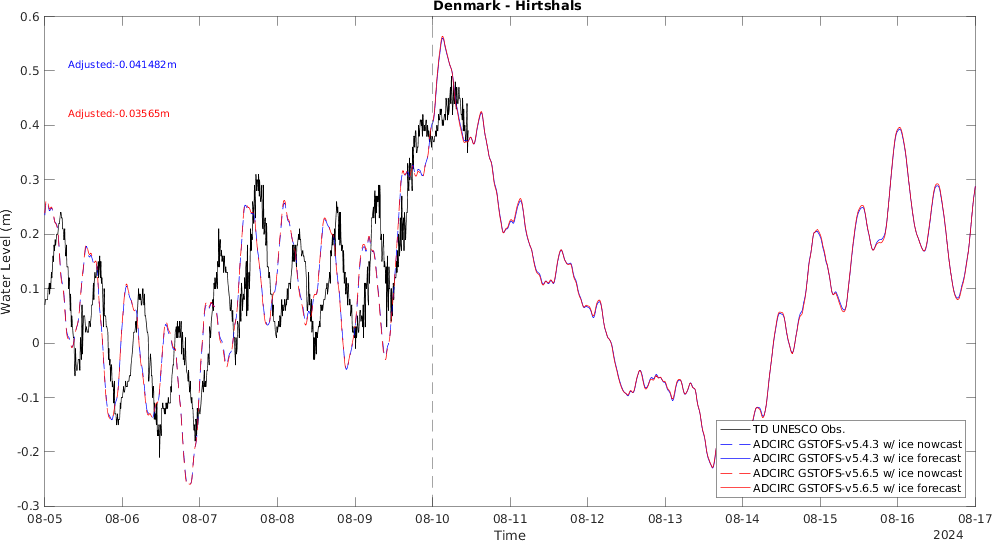 Denmark - Hirtshals
0.6
0.5
0.4
0.3
0.2
0.1
0
-0.1
-0.2
-0.3
Water Level (m)
Adjusted:-0.041482m
Adjusted:-0.03565m
TD UNESCO Obs.
ADCIRC GSTOFS-v5.4.3 w/ ice nowcast
ADCIRC GSTOFS-v5.4.3 w/ ice forecast
ADCIRC GSTOFS-v5.6.5 w/ ice nowcast
ADCIRC GSTOFS-v5.6.5 w/ ice forecast
08-05 08-06 08-07 08-08 08-09 08-10 08-11 08-12 08-13 08-14 08-15 08-16 08-17
Time
2024